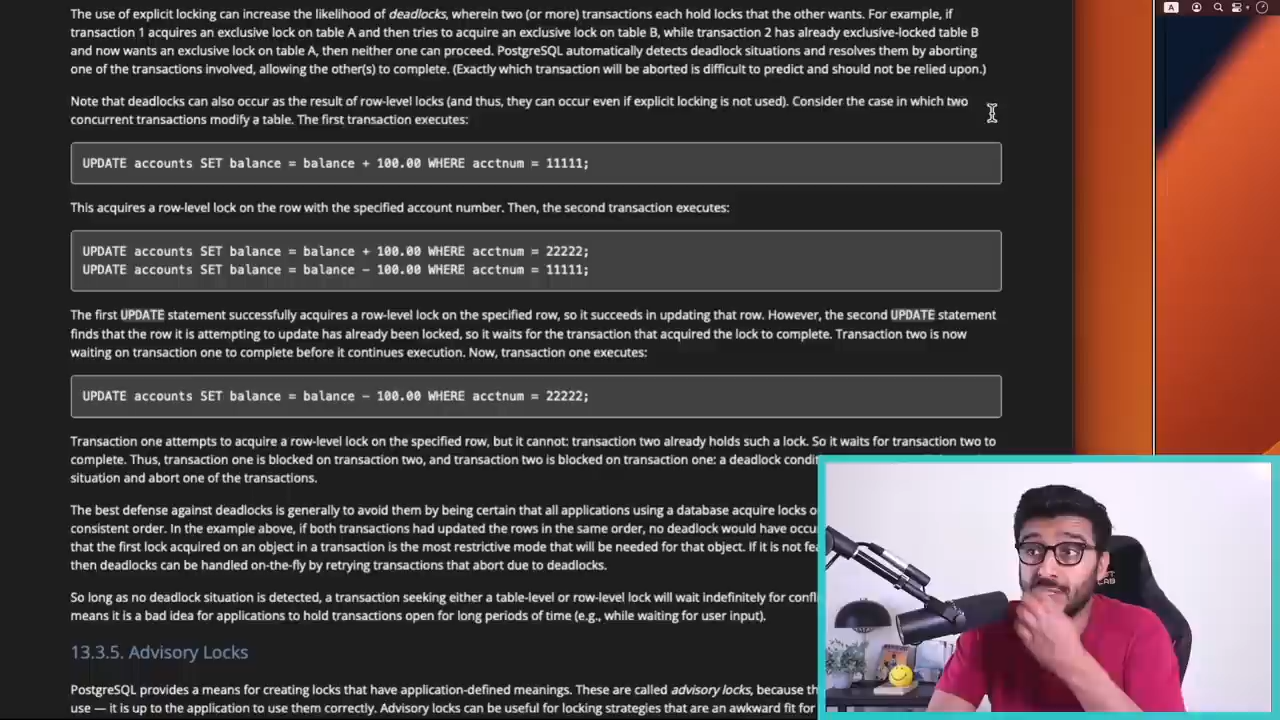 The use of explicit locking can increase the likelihood of deadlocks, wherein two (or more) transactions each hold locks that the other wants. For example, if
transaction 1 acquires an exclusive lock on table A and then tries to acquire an exclusive lock on table B, while transaction 2 has already exclusive-locked table B
and now wants an exclusive lock on table A, then neither one can proceed. PostgreSQL automatically detects deadlock situations and resolves them by aborting
one of the transactions involved, allowing the other(s) to complete. (Exactly which transaction will be aborted is difficult to predict and should not be relied upon.)
Note that deadlocks can also occur as the result of row-level locks (and thus, they can occur even if explicit locking is not used). Consider the case in which two
concurrent transactions modify a table. The first transaction executes:
UPDATE accounts SET balance = balance + 100.00 WHERE acctnum = 11111;
This acquires a row-level lock on the row with the specified account number. Then, the second transaction executes:
UPDATE accounts SET balance = balance + 100.00 WHERE acctnum = 22222;
UPDATE accounts SET balance = balance - 100.00 WHERE acctnum = 11111;
The first UPDATE statement successfully acquires a row-level lock on the specified row, so it succeeds in updating that row. However, the second UPDATE statement
finds that the row it is attempting to update has already been locked, so it waits for the transaction that acquired the lock to complete. Transaction two is now
waiting on transaction one to complete before it continues execution. Now, transaction one executes:
UPDATE accounts SET balance = balance - 100.00 WHERE acctnum = 22222;
Transaction one attempts to acquire a row-level lock on the specified row, but it cannot: transaction two already holds such a lock. So it waits for transaction two to
complete. Thus, transaction one is blocked on transaction two, and transaction two is blocked on transaction one: a deadlock
situation and abort one of the transactions.
The best defense against deadlocks is generally to avoid them by being certain that all applications using a database acquire locks
consistent order. In the example above, if both transactions had updated the rows in the same order, no deadlock would have
that the first lock acquired on an object in a transaction is the most restrictive mode that will be needed for that object. If it is not
then deadlocks can be handled on-the-fly by retrying transactions that abort due to deadlocks.
So long as no deadlock situation is detected, a transaction seeking either a table-level or row-level lock will wait indefinitely for
means it is a bad idea for applications to hold transactions open for long periods of time (e.g., while waiting for user input).
13.3.5. Advisory Locks
PostgreSQL provides a means for creating locks that have application-defined meanings. These are called advisory locks, because
use — it is up to the application to use them correctly. Advisory locks can be useful for locking strategies that are an awkward fit for
A